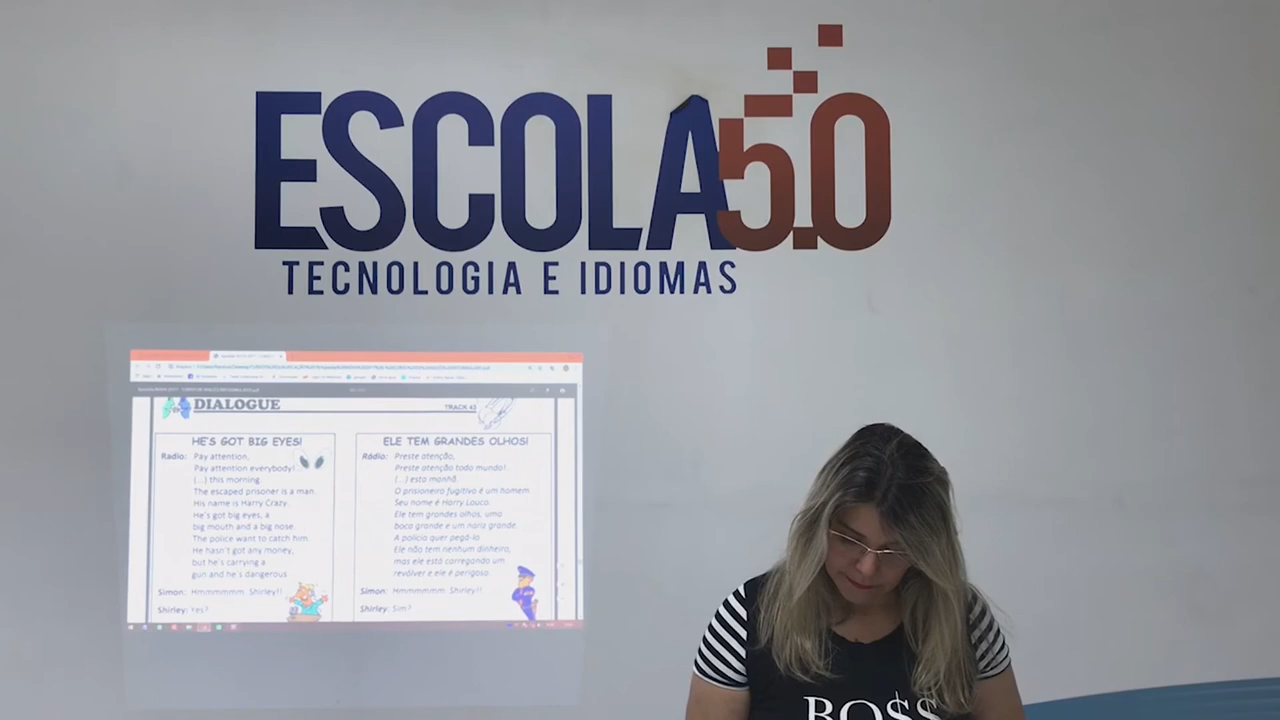 ESCOLA5.0
TECNOLOGIA E IDIOMAS
DIALOGUE
TRACK 43
HE'S GOT BIG EYES!
Radio: Pay attention,
Pay attention everybody!
(...) this morning.
The escaped prisoner is a man.
His name is Harry Crazy.
He's got big eyes, a
big mouth and a big nose.
The police want to catch him.
He hasn't got any money,
but he's carrying a
gun and he's dangerous
Simon: Hmmmmmm. Shirley!!
Shirley: Yes?
ELE TEM GRANDES OLHOS!
Rádio: Preste atenção,
Preste atenção todo mundo!
(...) esta manhã.
O prisioneiro fugitivo é um homem
Seu nome é Harry Louco.
Ele tem grandes olhos, uma
boca grande e um nariz grande.
A polícia quer pegá-lo
Ele não tem nenhum dinheiro,
mas ele está carregando um
revólver e ele é perigoso.
Simon: Hmmmmmm. Shirley!!
Shirley: Sim?
BO$$